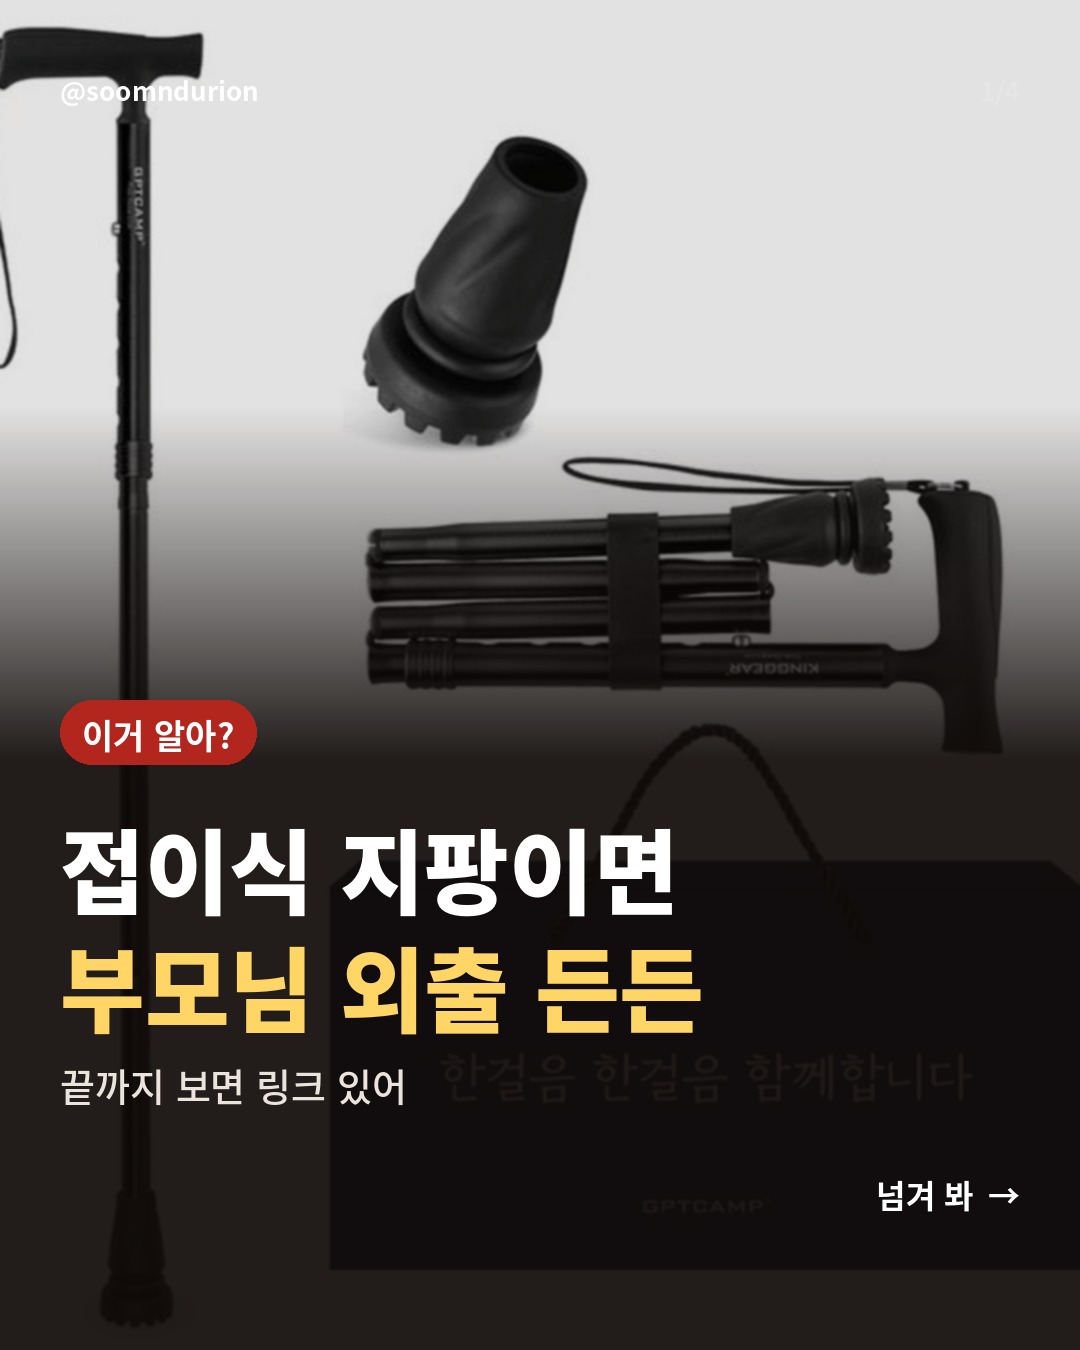 @soomndurion
1/4
GPTCAMP
KINGGEAR
이거 알아?
접이식 지팡이면
부모님 외출 든든
끝까지 보면 링크 있어
한걸음 한걸음 함께합니다
넘겨 봐 →
GPTCAMP